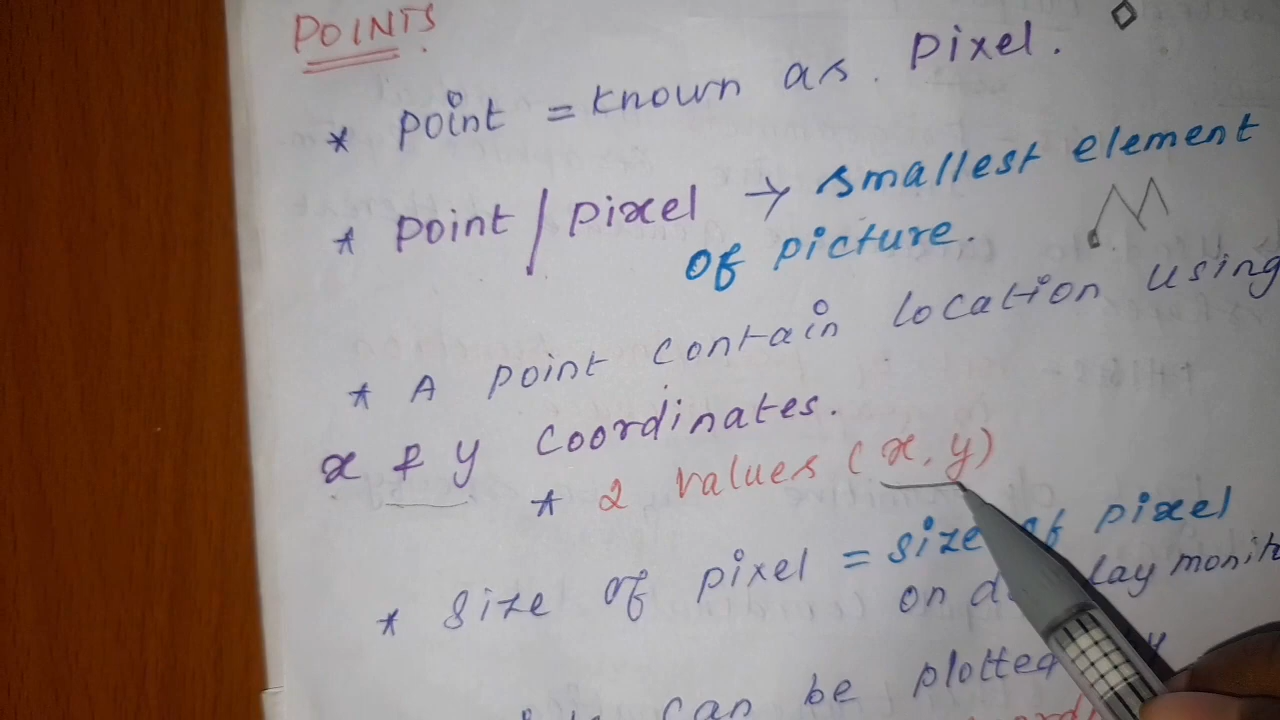 POINTS
* point = known as. pixel.
* point / pixel → smallest element
of picture.
* A point contain location using
x & y coordinates.
* 2 values (x, y)
* Size of pixel = size of pixel
on monit
can be plotted